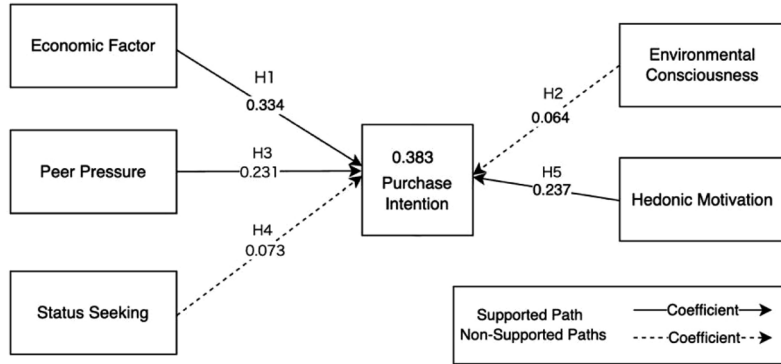 Economic Factor
H1
0.334
Environmental
Consciousness
H2
0.064
Peer Pressure
H3
0.231
0.383
Purchase
Intention
H5
0.237
Hedonic Motivation
H4
0.073
Status Seeking
Supported Path
Coefficient
Non-Supported Paths
Coefficient